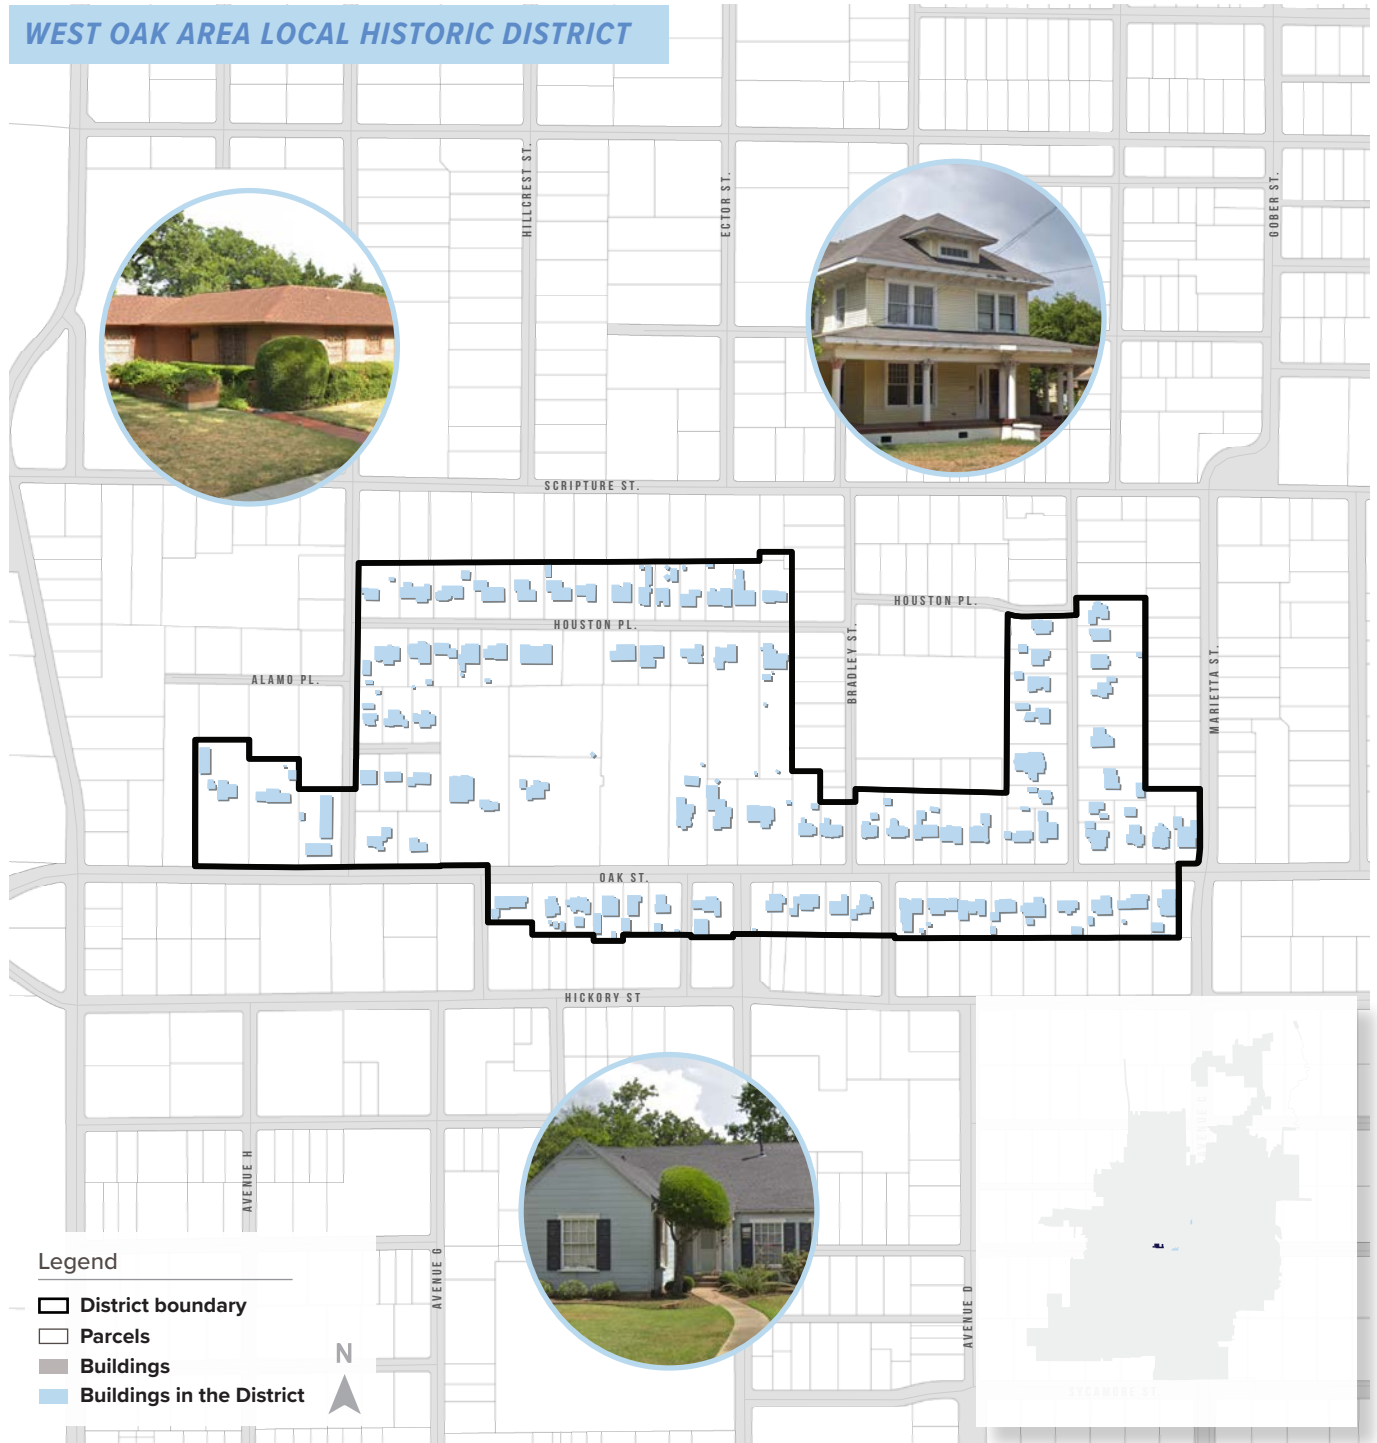 WEST OAK AREA LOCAL HISTORIC DISTRICT
HILLCREST ST.
ECTOR ST.
GOBER ST.
SCRIPTURE ST.
HOUSTON PL.
HOUSTON PL.
BRADLEY ST.
MARIETTA ST.
ALAMO PL.
OAK ST.
HICKORY ST
AVENUE H
AVENUE G
AVENUE D
SYCAMORE ST
Legend
District boundary
Parcels
Buildings
Buildings in the District
N